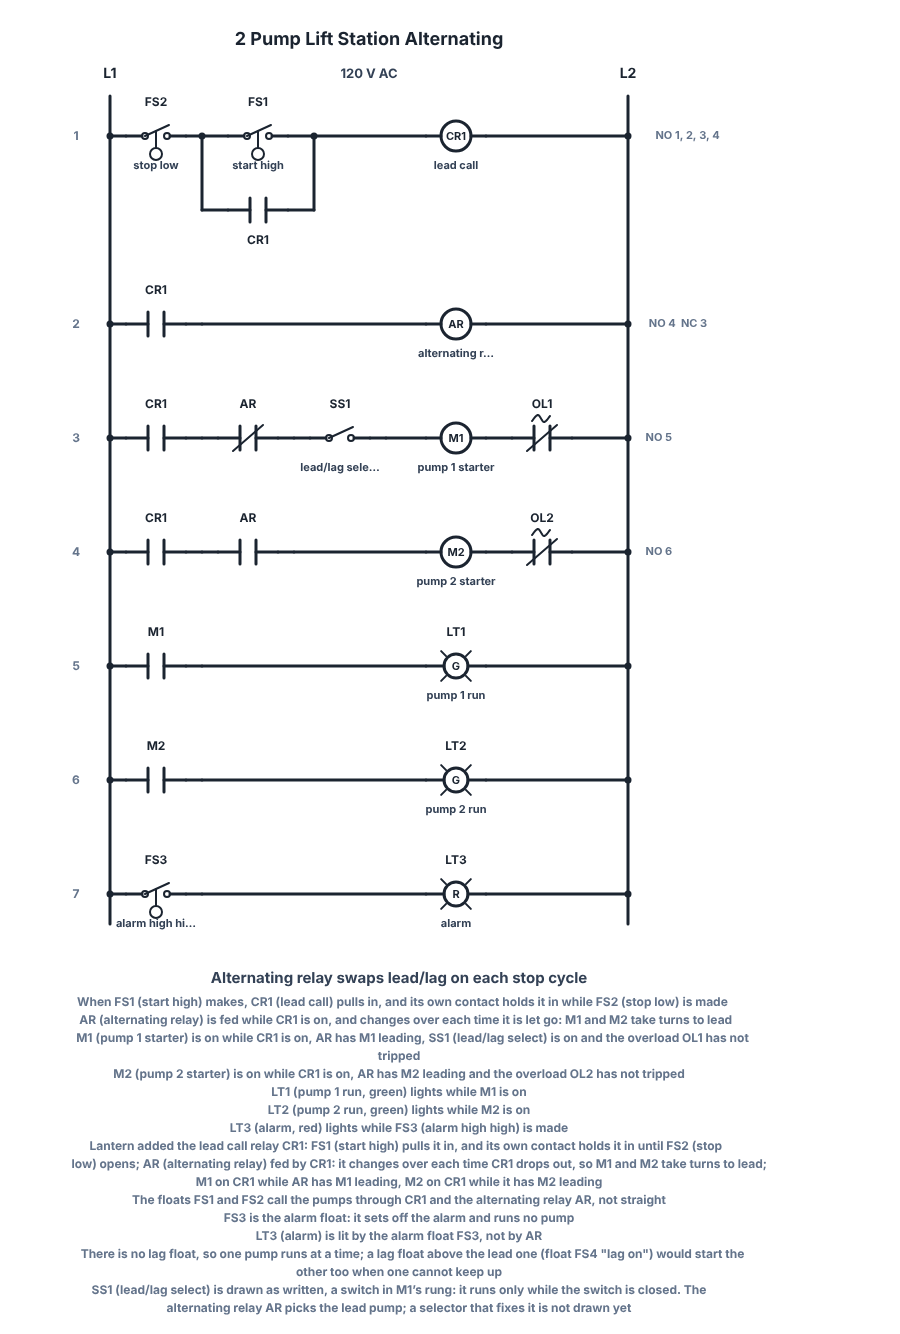 2 Pump Lift Station Alternating
L1 120 V AC L2
FS2 FS1
1 CR1 NO 1, 2, 3, 4
stop low start high lead call
CR1
CR1
2 AR NO 4 NC 3
alternating r...
CR1 AR SS1 OL1
3 M1 NO 5
lead/lag sele... pump 1 starter
CR1 AR OL2
4 M2 NO 6
pump 2 starter
M1 LT1
5 G
pump 1 run
M2 LT2
6 G
pump 2 run
FS3 LT3
7 R
alarm high hi... alarm
Alternating relay swaps lead/lag on each stop cycle
When FS1 (start high) makes, CR1 (lead call) pulls in, and its own contact holds it in while FS2 (stop low) is made
AR (alternating relay) is fed while CR1 is on, and changes over each time it is let go: M1 and M2 take turns to lead
M1 (pump 1 starter) is on while CR1 is on, AR has M1 leading, SS1 (lead/lag select) is on and the overload OL1 has not
tripped
M2 (pump 2 starter) is on while CR1 is on, AR has M2 leading and the overload OL2 has not tripped
LT1 (pump 1 run, green) lights while M1 is on
LT2 (pump 2 run, green) lights while M2 is on
LT3 (alarm, red) lights while FS3 (alarm high high) is made
Lantern added the lead call relay CR1: FS1 (start high) pulls it in, and its own contact holds it in until FS2 (stop
low) opens; AR (alternating relay) fed by CR1: it changes over each time CR1 drops out, so M1 and M2 take turns to lead;
M1 on CR1 while AR has M1 leading, M2 on CR1 while it has M2 leading
The floats FS1 and FS2 call the pumps through CR1 and the alternating relay AR, not straight
FS3 is the alarm float: it sets off the alarm and runs no pump
LT3 (alarm) is lit by the alarm float FS3, not by AR
There is no lag float, so one pump runs at a time; a lag float above the lead one (float FS4 "lag on") would start the
other too when one cannot keep up
SS1 (lead/lag select) is drawn as written, a switch in M1's rung: it runs only while the switch is closed. The
alternating relay AR picks the lead pump; a selector that fixes it is not drawn yet